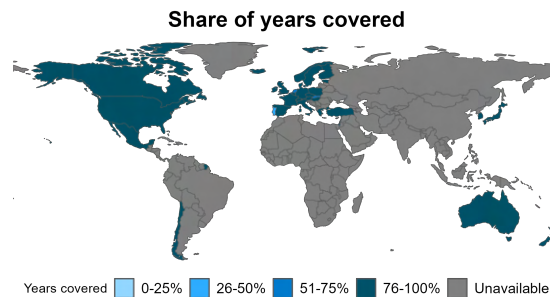 Share of years covered
Years covered 0-25% 26-50% 51-75% 76-100% Unavailable